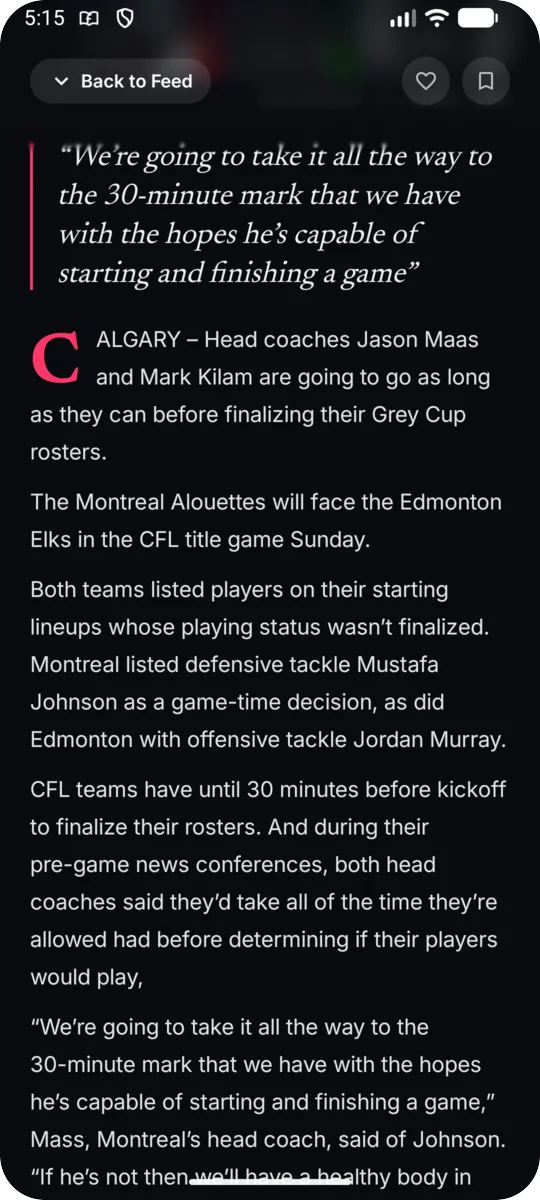 5:15
Back to Feed
“We’re going to take it all the way to
the 30-minute mark that we have
with the hopes he’s capable of
starting and finishing a game”
CALGARY – Head coaches Jason Maas
and Mark Kilam are going to go as long
as they can before finalizing their Grey Cup
rosters.
The Montreal Alouettes will face the Edmonton
Elks in the CFL title game Sunday.
Both teams listed players on their starting
lineups whose playing status wasn’t finalized.
Montreal listed defensive tackle Mustafa
Johnson as a game-time decision, as did
Edmonton with offensive tackle Jordan Murray.
CFL teams have until 30 minutes before kickoff
to finalize their rosters. And during their
pre-game news conferences, both head
coaches said they’d take all of the time they’re
allowed had before determining if their players
would play,
“We’re going to take it all the way to the
30-minute mark that we have with the hopes
he’s capable of starting and finishing a game,”
Mass, Montreal’s head coach, said of Johnson.
“If he’s not then we’ll have a healthy body in